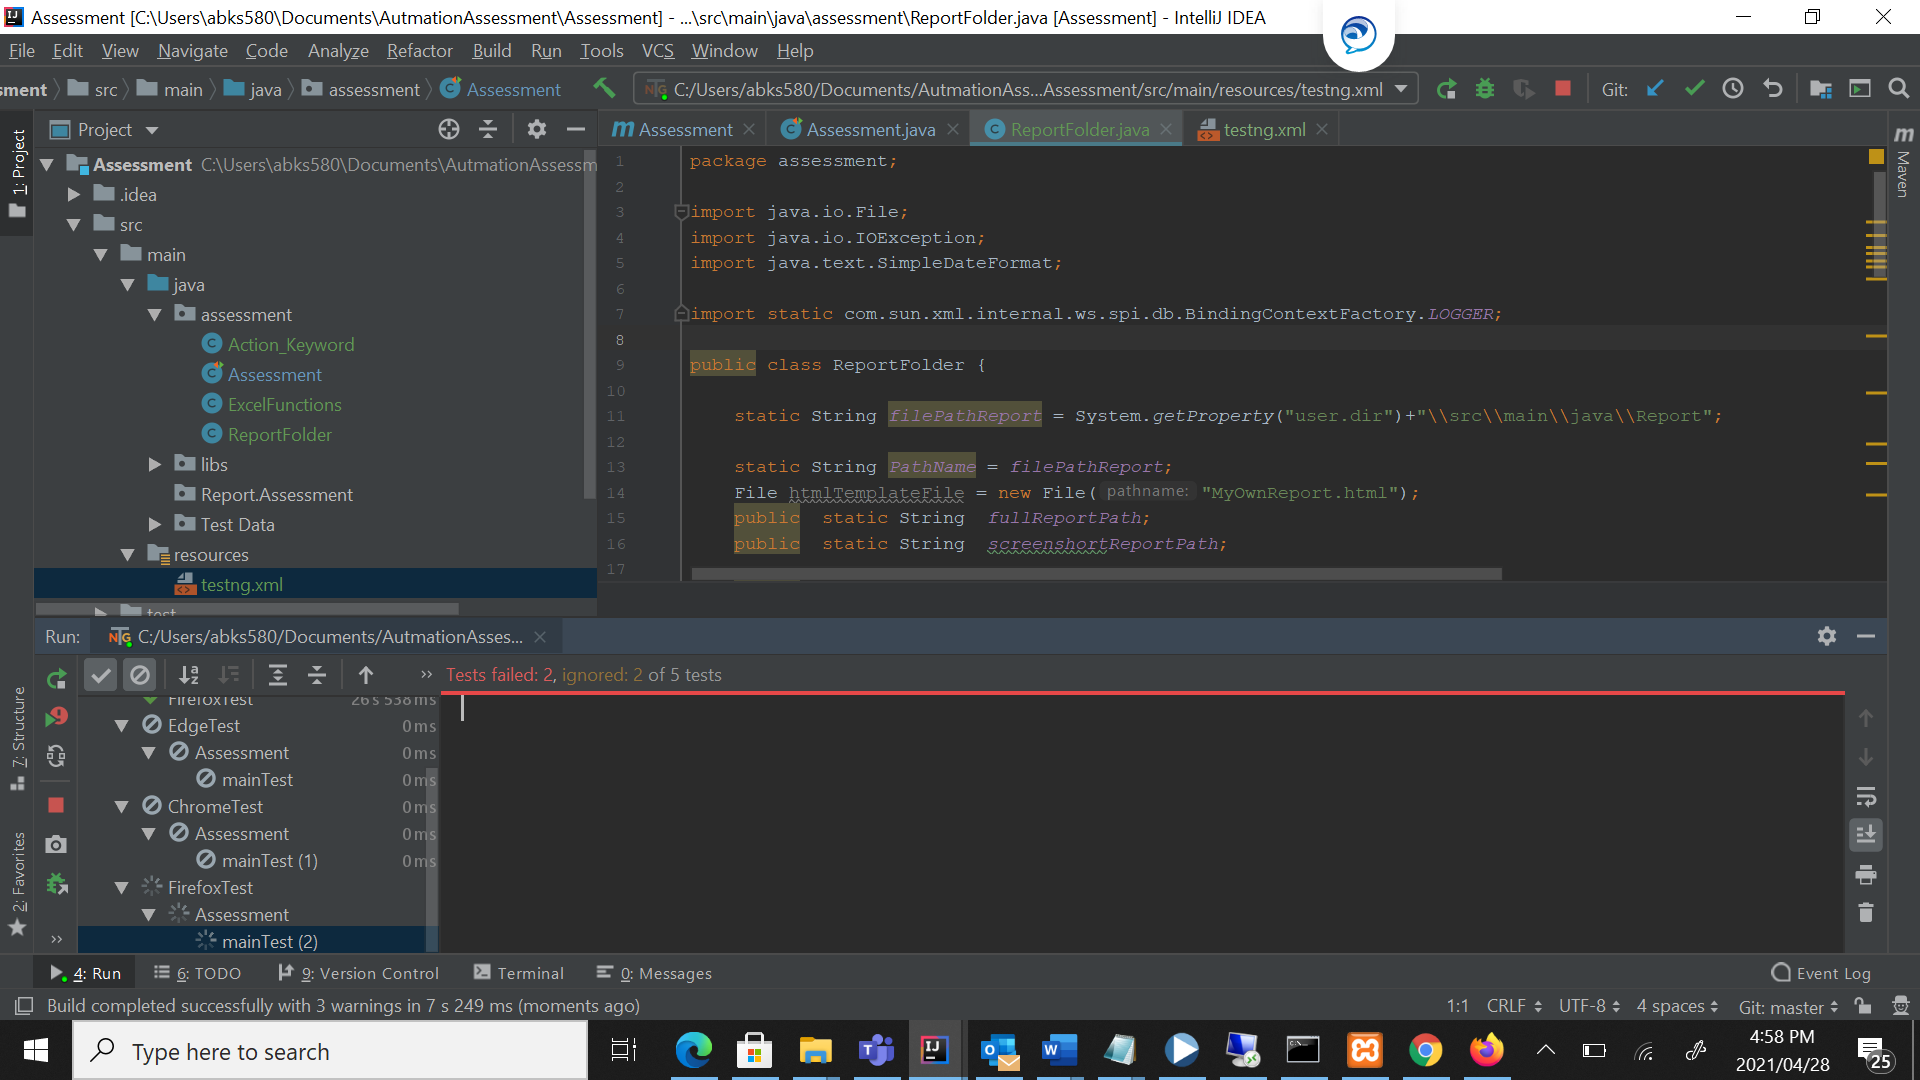 Assessment [C:\Users\abks580\Documents\AutmationAssessment\Assessment] - ...\src\main\java\assessment\ReportFolder.java [Assessment] - IntelliJ IDEA
File Edit View Navigate Code Analyze Refactor Build Run Tools VCS Window Help
sment src main java assessment Assessment C:/Users/abks580/Documents/AutmationAss...Assessment/src/main/resources/testng.xml Git:
1: Project
Project
Assessment C:\Users\abks580\Documents\AutmationAssessm
.idea
src
main
java
assessment
Action_Keyword
Assessment
ExcelFunctions
ReportFolder
libs
Report.Assessment
Test Data
resources
testng.xml
test
Assessment Assessment.java ReportFolder.java testng.xml
Maven
1 package assessment;
2
3 import java.io.File;
4 import java.io.IOException;
5 import java.text.SimpleDateFormat;
6
7 import static com.sun.xml.internal.ws.spi.db.BindingContextFactory.LOGGER;
8
9 public class ReportFolder {
10
11 static String filePathReport = System.getProperty("user.dir")+"\\src\\main\\java\\Report";
12
13 static String PathName = filePathReport;
14 File htmlTemplateFile = new File( pathname: "MyOwnReport.html");
15 public static String fullReportPath;
16 public static String screenshortReportPath;
17
Run: C:/Users/abks580/Documents/AutmationAsses...
Tests failed: 2, ignored: 2 of 5 tests
FirefoxTest 26 s 538 ms
EdgeTest 0 ms
Assessment 0 ms
mainTest 0 ms
ChromeTest 0 ms
Assessment 0 ms
mainTest (1) 0 ms
FirefoxTest
Assessment
mainTest (2)
7: Structure
2: Favorites
4: Run 6: TODO 9: Version Control Terminal 0: Messages Event Log
Build completed successfully with 3 warnings in 7 s 249 ms (moments ago) 1:1 CRLF UTF-8 4 spaces Git: master
Type here to search
4:58 PM
2021/04/28
25